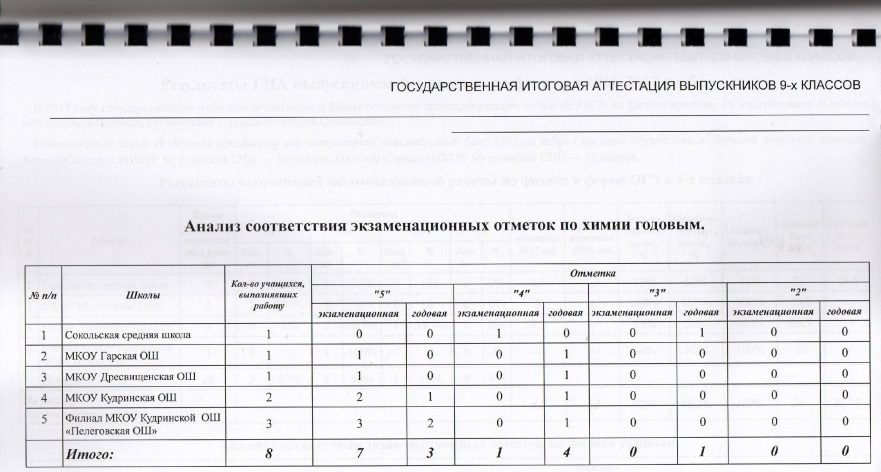 ГОСУДАРСТВЕННАЯ ИТОГОВАЯ АТТЕСТАЦИЯ ВЫПУСКНИКОВ 9-х КЛАССОВ
Анализ соответствия экзаменационных отметок по химии годовым.
№ п/п Школы Кол-во учащихся, выполнявших работу Отметка
"5" "4" "3" "2"
экзаменационная годовая экзаменационная годовая экзаменационная годовая экзаменационная годовая
1 Сокольская средняя школа 1 0 0 1 0 0 1 0 0
2 МКОУ Гарская ОШ 1 1 0 0 1 0 0 0 0
3 МКОУ Дресвищенская ОШ 1 1 0 0 1 0 0 0 0
4 МКОУ Кудринская ОШ 2 2 1 0 1 0 0 0 0
5 Филиал МКОУ Кудринской ОШ
«Пелеговская ОШ» 3 3 2 0 1 0 0 0 0
Итого: 8 7 3 1 4 0 1 0 0